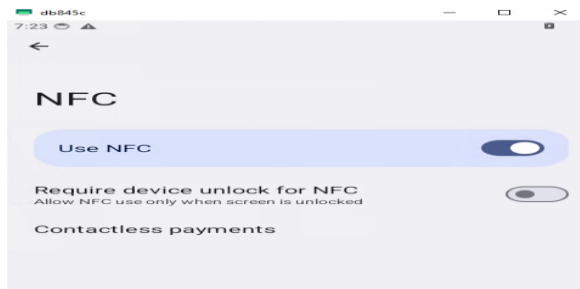 db845c
7:23
NFC
Use NFC
Require device unlock for NFC
Allow NFC use only when screen is unlocked
Contactless payments